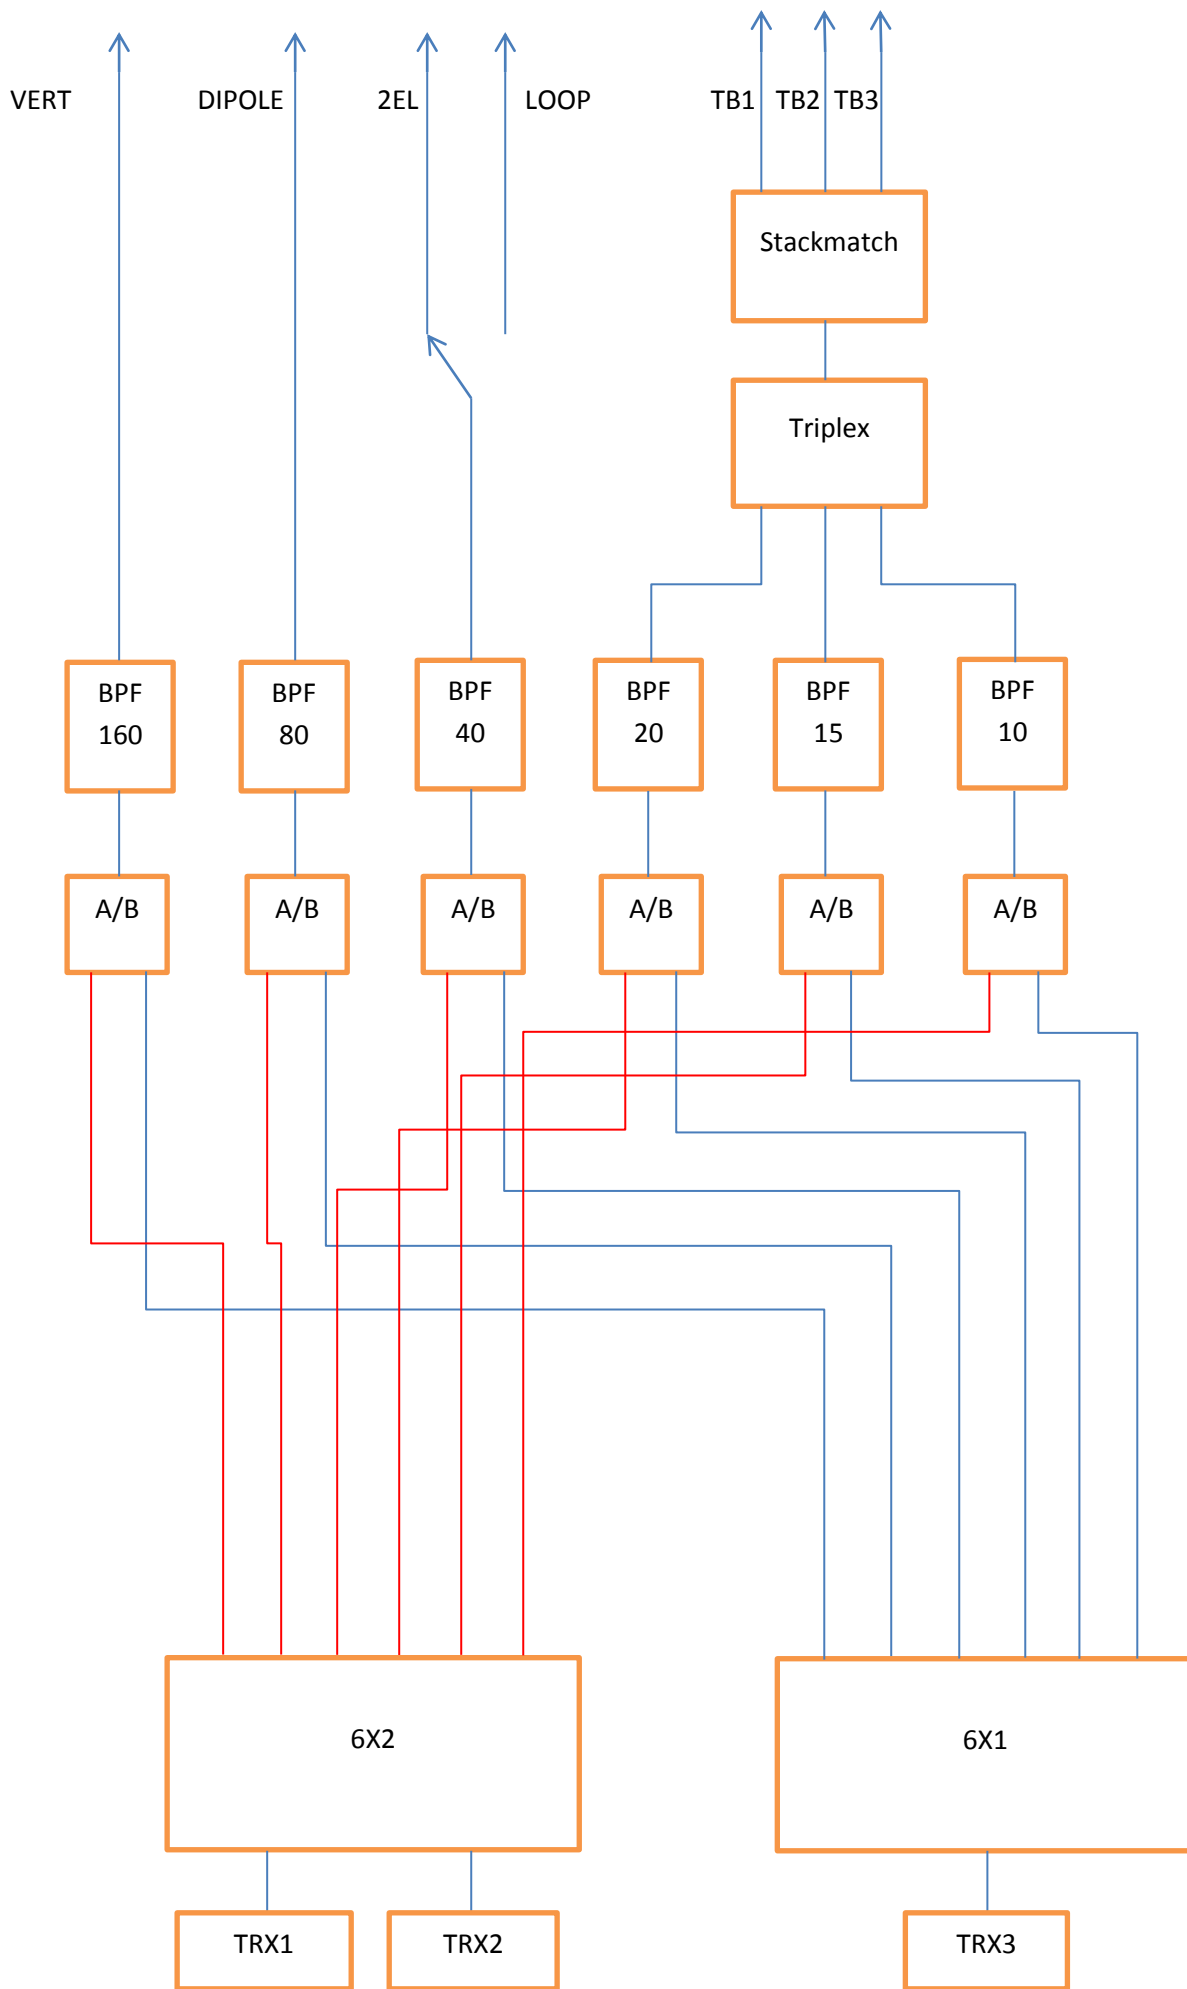 VERT DIPOLE 2EL LOOP TB1 TB2 TB3
Stackmatch
Triplex
BPF BPF BPF BPF BPF BPF
160 80 40 20 15 10
A/B A/B A/B A/B A/B A/B
6X2 6X1
TRX1 TRX2 TRX3